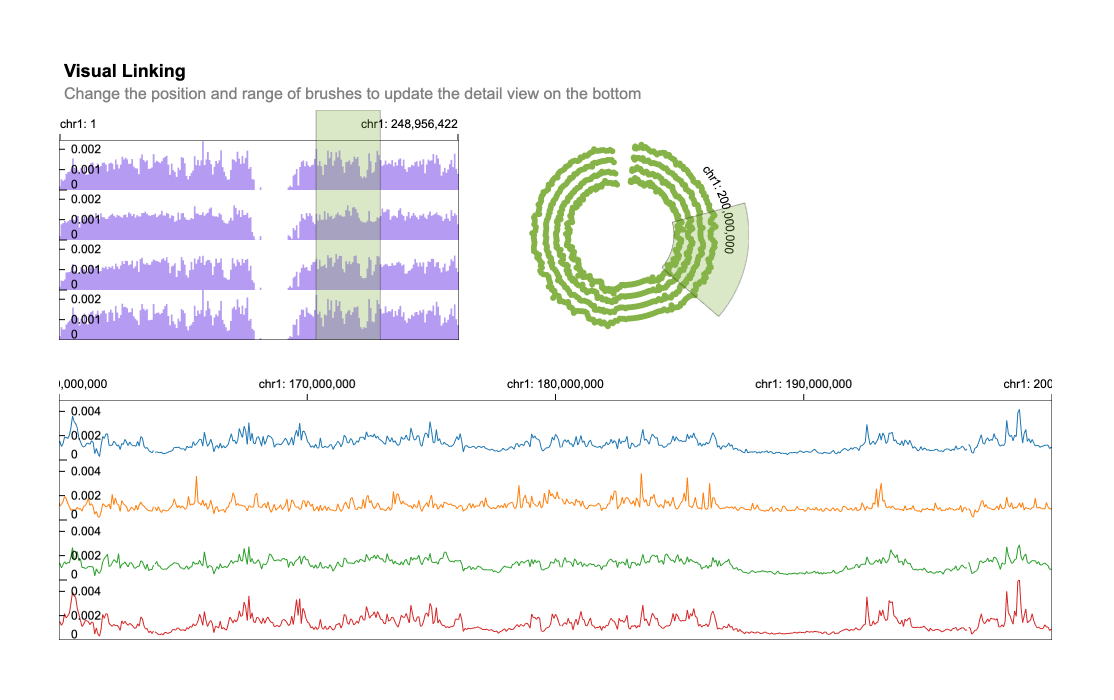 Visual Linking
Change the position and range of brushes to update the detail view on the bottom
chr1: 1
chr1: 248,956,422
0.002
0.001
0
0.002
0.001
0
0.002
0.001
0
0.002
0.001
0
chr1: 200,000,000
0,000,000
chr1: 170,000,000
chr1: 180,000,000
chr1: 190,000,000
chr1: 200
0.004
0.002
0
0.004
0.002
0
0.004
0.002
0
0.004
0.002
0